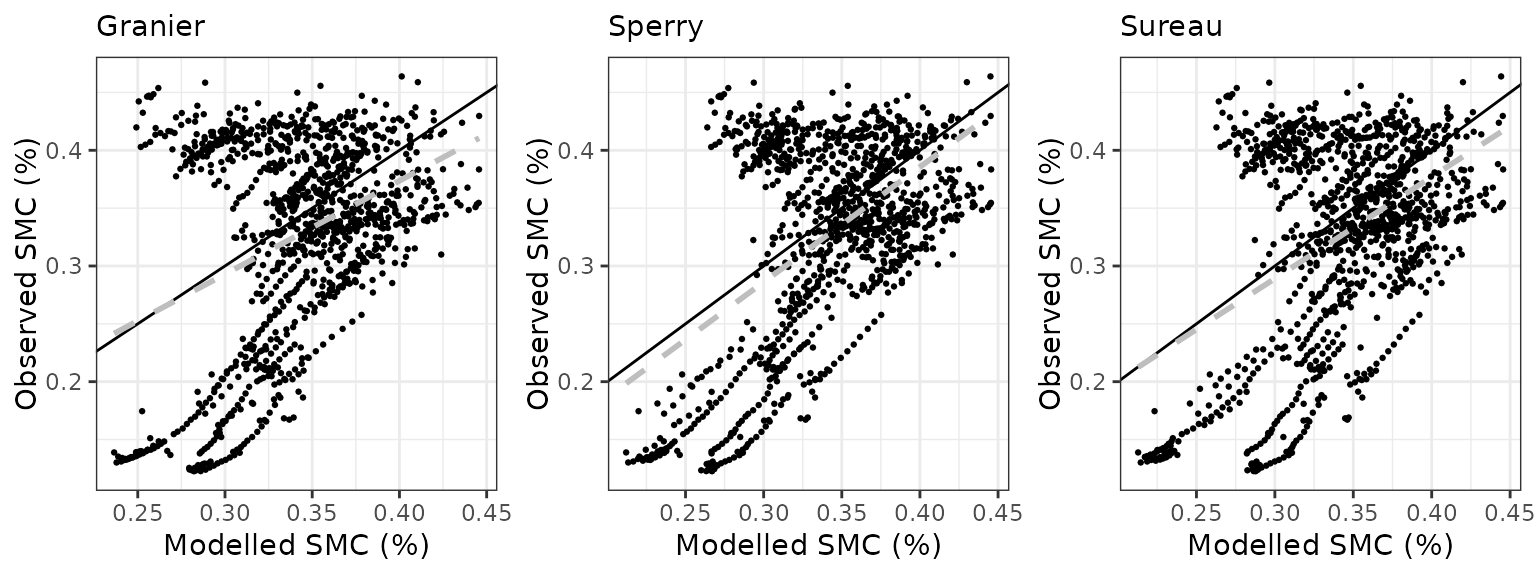 Granier
Sperry
Sureau
Observed SMC (%)
0.4
0.3
0.2
0.25 0.30 0.35 0.40 0.45
Modelled SMC (%)
Observed SMC (%)
0.4
0.3
0.2
0.25 0.30 0.35 0.40 0.45
Modelled SMC (%)
Observed SMC (%)
0.4
0.3
0.2
0.25 0.30 0.35 0.40 0.45
Modelled SMC (%)